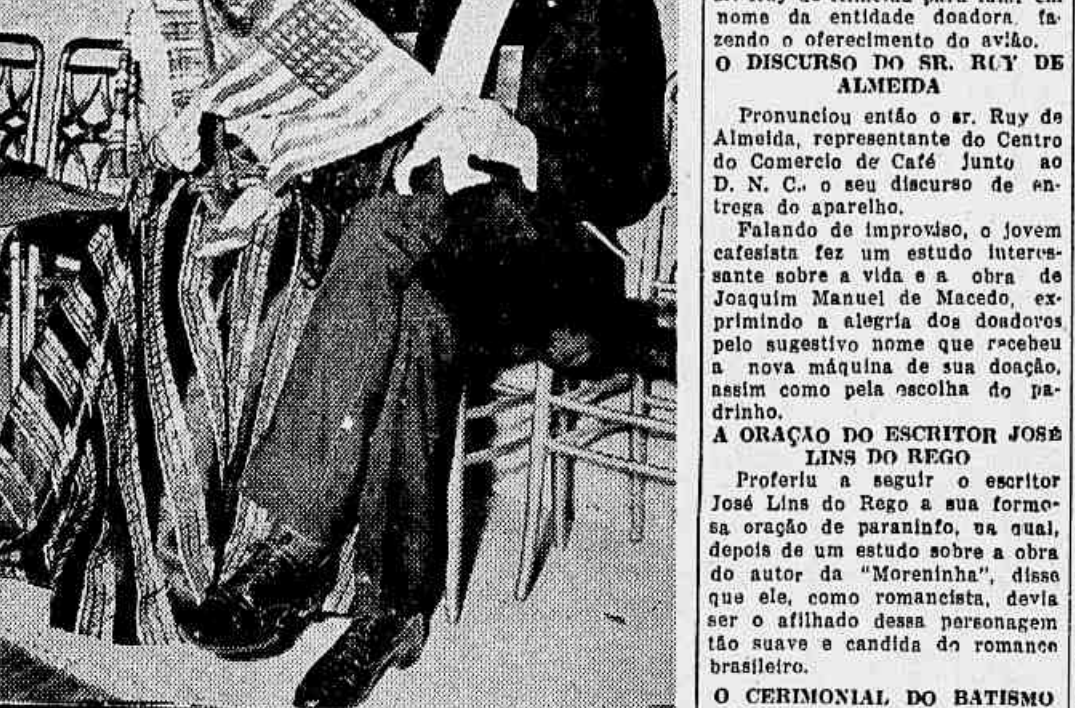 nome da entidade doadora, fa-
zendo o oferecimento do avião.
O DISCURSO DO SR. RUY DE
ALMEIDA
Pronunciou então o sr. Ruy de
Almeida, representante do Centro
do Comercio de Café junto ao
D. N. C., o seu discurso de en-
trega do aparelho.
Falando de improviso, o jovem
cafesista fez um estudo interes-
sante sobre a vida e a obra de
Joaquim Manuel de Macedo, ex-
primindo a alegria dos doadores
pelo sugestivo nome que recebeu
a nova máquina de sua doação,
assim como pela escolha do pa-
drinho.
A ORAÇÃO DO ESCRITOR JOSÉ
LINS DO REGO
Proferiu a seguir o escritor
José Lins do Rego a sua formo-
sa oração de paraninfo, na qual,
depois de um estudo sobre a obra
do autor da "Moreninha", disse
que ele, como romancista, devia
ser o afilhado dessa personagem
tão suave e candida do romance
brasileiro.
O CERIMONIAL DO BATISMO